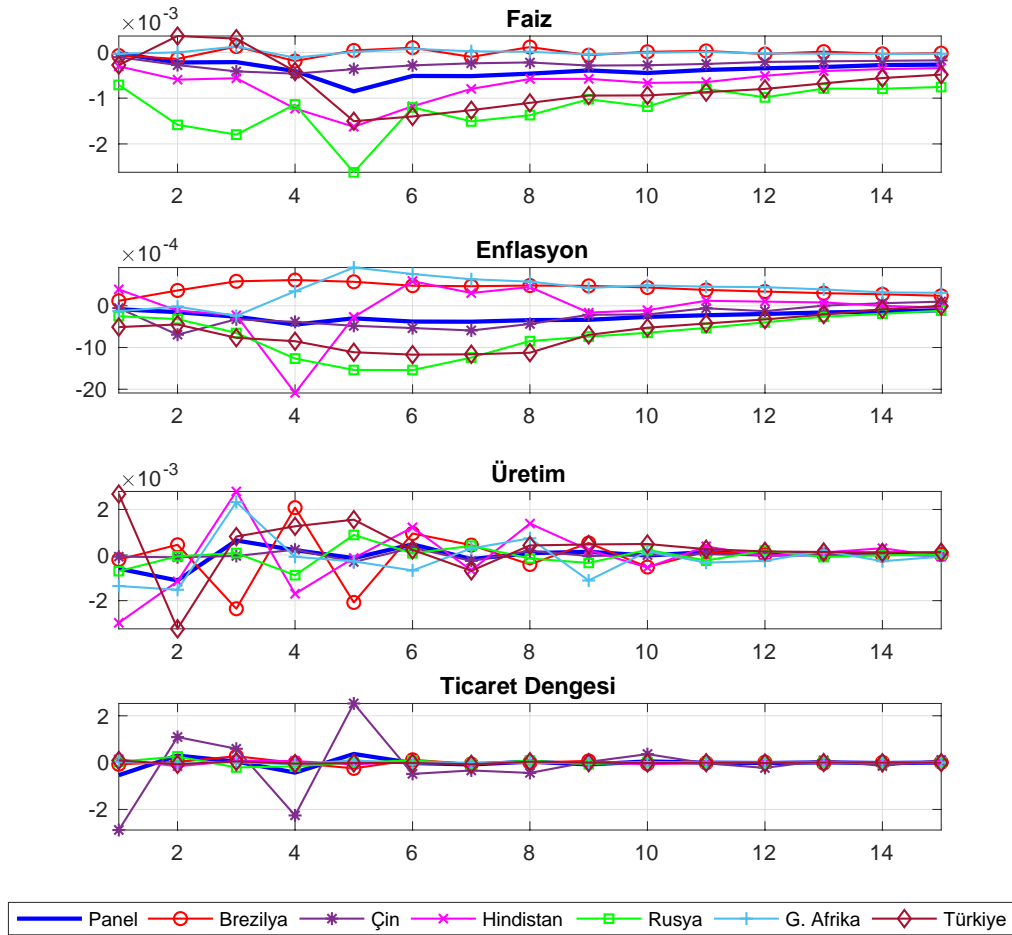 ×10⁻³
Faiz
0
-1
-2
2 4 6 8 10 12 14
×10⁻⁴
Enflasyon
0
-10
-20
2 4 6 8 10 12 14
×10⁻³
Üretim
2
0
-2
2 4 6 8 10 12 14
Ticaret Dengesi
2
0
-2
2 4 6 8 10 12 14
Panel Brezilya Çin Hindistan Rusya G. Afrika Türkiye